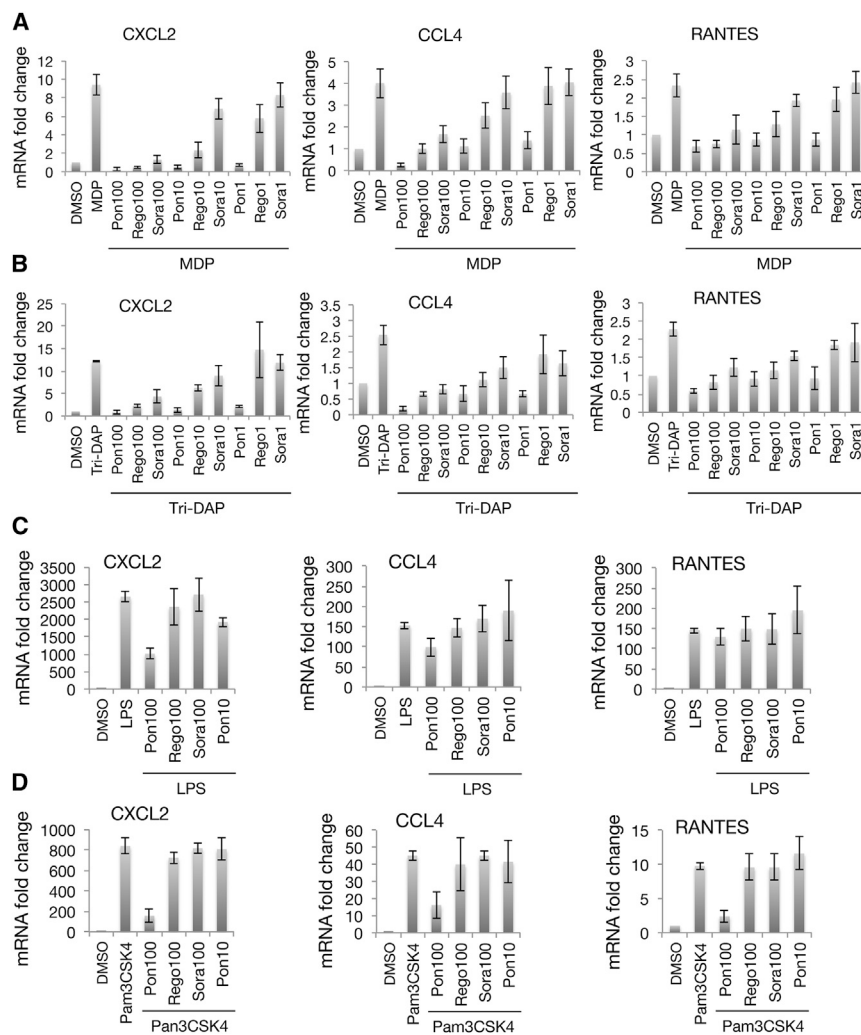 A
CXCL2
CCL4
RANTES
mRNA fold change
12
10
8
6
4
2
0
DMSO
MDP
Pon100
Rego100
Sora100
Pon10
Rego10
Sora10
Pon1
Rego1
Sora1
MDP
mRNA fold change
5
4
3
2
1
0
DMSO
MDP
Pon100
Rego100
Sora100
Pon10
Rego10
Sora10
Pon1
Rego1
Sora1
MDP
mRNA fold change
3
2.5
2
1.5
1
0.5
0
DMSO
MDP
Pon100
Rego100
Sora100
Pon10
Rego10
Sora10
Pon1
Rego1
Sora1
MDP
B
CXCL2
CCL4
RANTES
mRNA fold change
25
20
15
10
5
0
DMSO
Tri-DAP
Pon100
Rego100
Sora100
Pon10
Rego10
Sora10
Pon1
Rego1
Sora1
Tri-DAP
mRNA fold change
3.5
3
2.5
2
1.5
1
0.5
0
DMSO
Tri-DAP
Pon100
Rego100
Sora100
Pon10
Rego10
Sora10
Pon1
Rego1
Sora1
Tri-DAP
mRNA fold change
3
2.5
2
1.5
1
0.5
0
DMSO
Tri-DAP
Pon100
Rego100
Sora100
Pon10
Rego10
Sora10
Pon1
Rego1
Sora1
Tri-DAP
C
CXCL2
CCL4
RANTES
mRNA fold change
3500
3000
2500
2000
1500
1000
500
0
DMSO
LPS
Pon100
Rego100
Sora100
Pon10
LPS
mRNA fold change
300
250
200
150
100
50
0
DMSO
LPS
Pon100
Rego100
Sora100
Pon10
LPS
mRNA fold change
300
250
200
150
100
50
0
DMSO
LPS
Pon100
Rego100
Sora100
Pon10
LPS
D
CXCL2
CCL4
RANTES
mRNA fold change
1000
800
600
400
200
0
DMSO
Pam3CSK4
Pon100
Rego100
Sora100
Pon10
Pan3CSK4
mRNA fold change
60
50
40
30
20
10
0
DMSO
Pam3CSK4
Pon100
Rego100
Sora100
Pon10
Pam3CSK4
mRNA fold change
15
10
5
0
DMSO
Pam3CSK4
Pon100
Rego100
Sora100
Pon10
Pam3CSK4